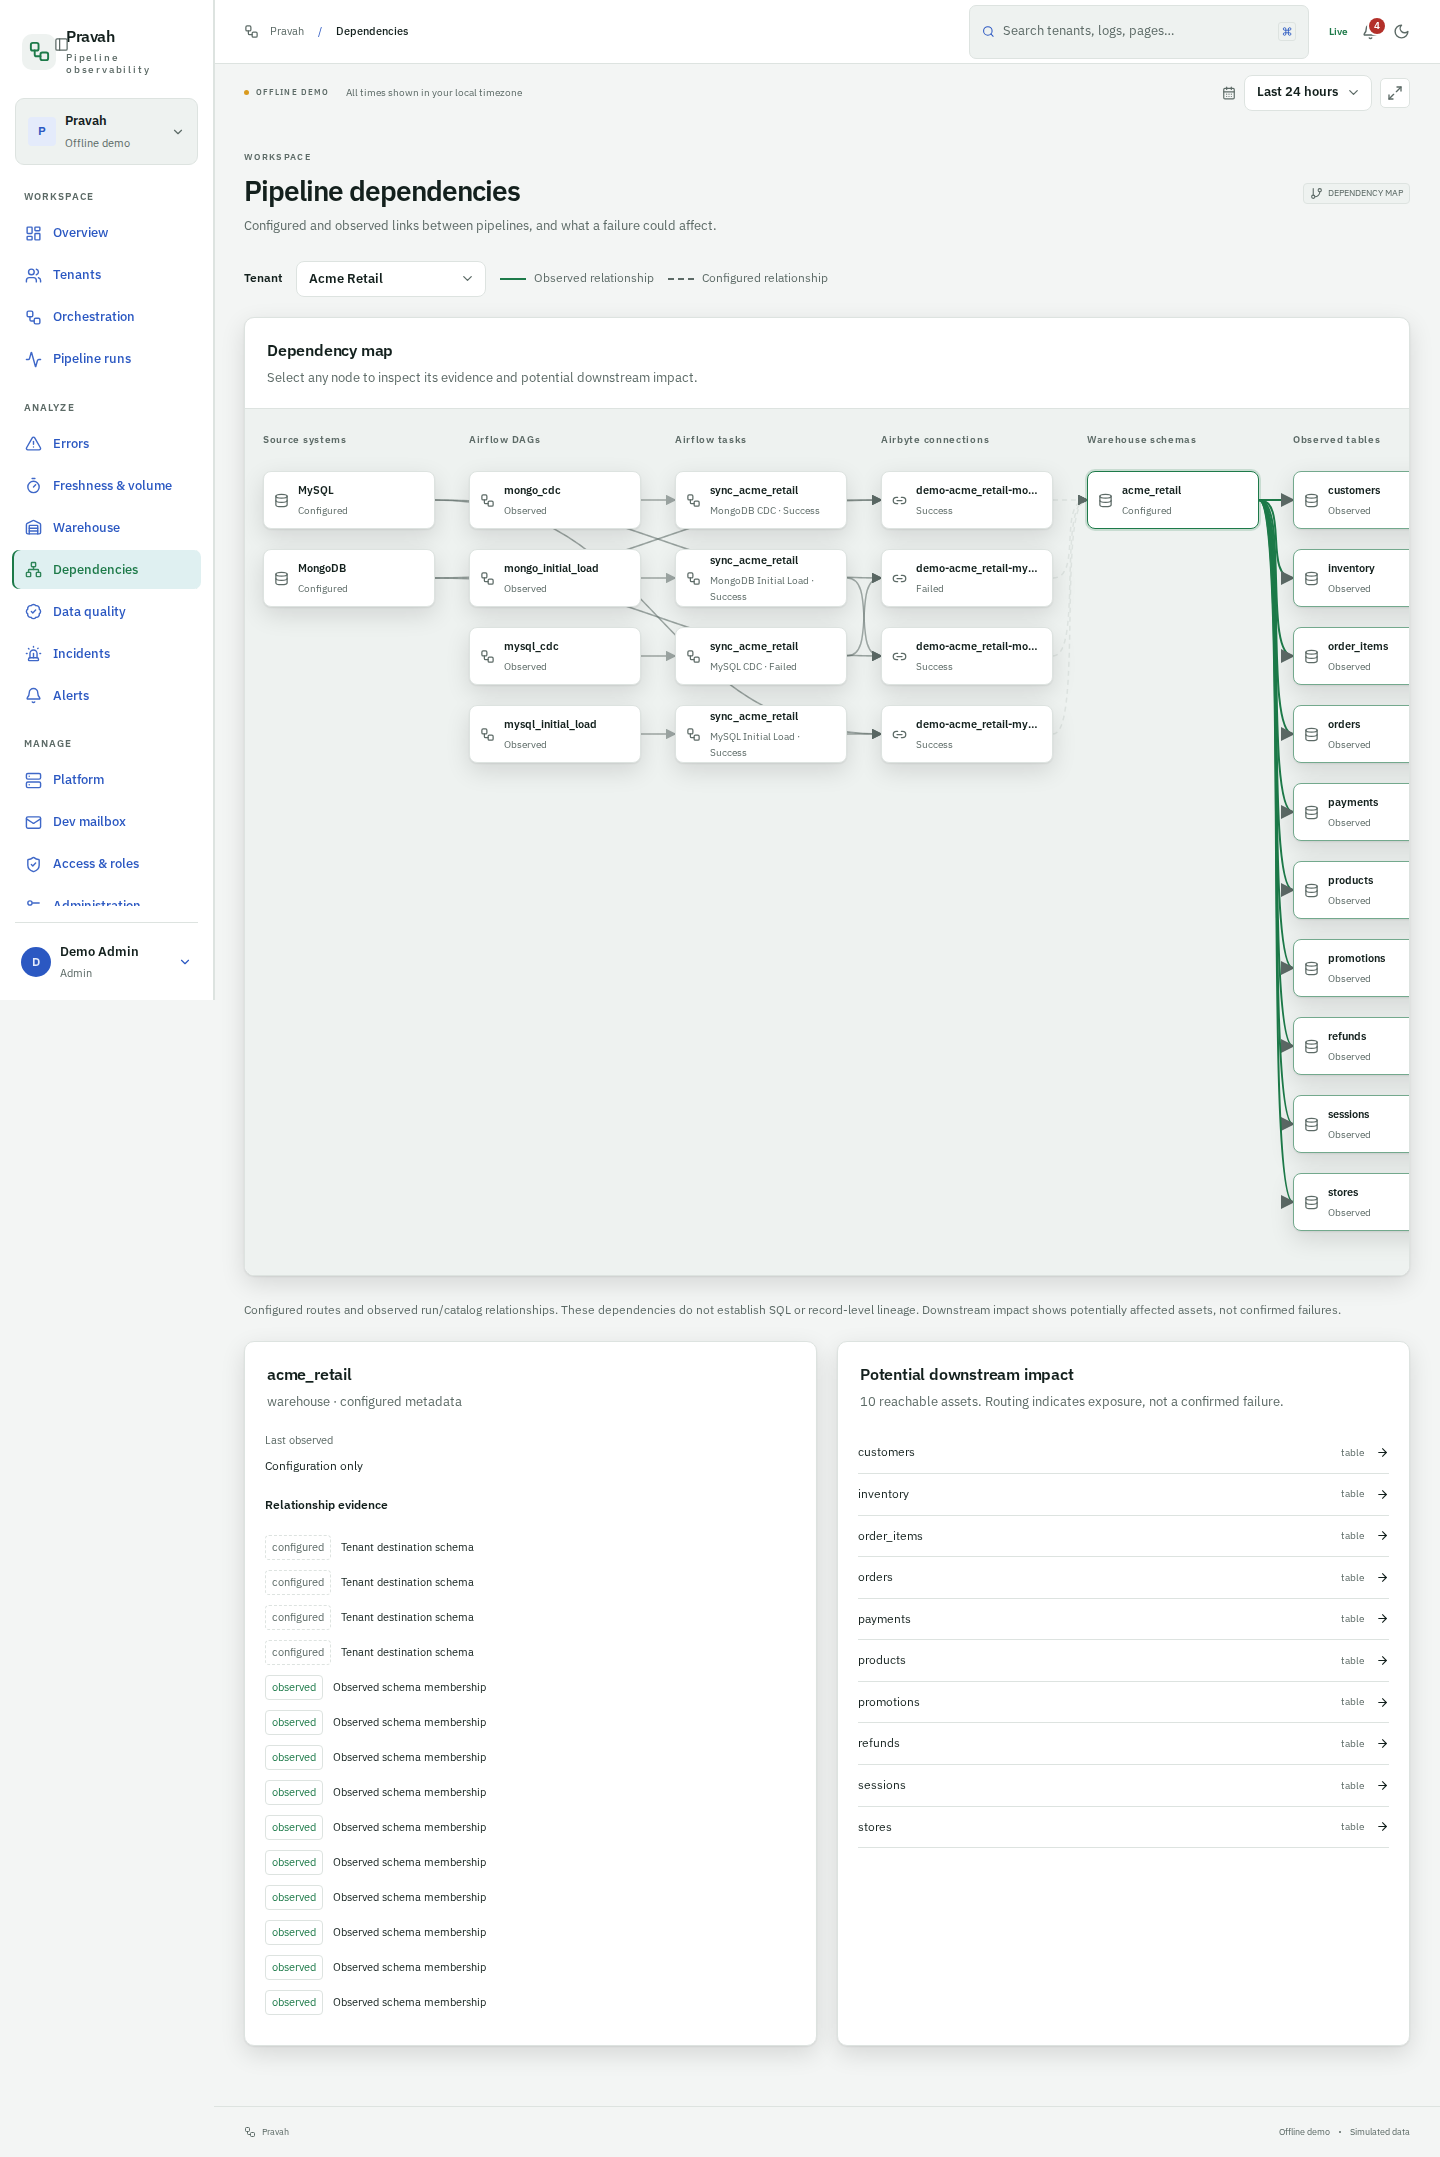 Pravah
Pipeline
observability
P
Pravah
Offline demo
WORKSPACE
Overview
Tenants
Orchestration
Pipeline runs
ANALYZE
Errors
Freshness & volume
Warehouse
Dependencies
Data quality
Incidents
Alerts
MANAGE
Platform
Dev mailbox
Access & roles
Administration
D
Demo Admin
Admin
Pravah / Dependencies
Search tenants, logs, pages...
⌘
Live
4
OFFLINE DEMO
All times shown in your local timezone
Last 24 hours
WORKSPACE
Pipeline dependencies
DEPENDENCY MAP
Configured and observed links between pipelines, and what a failure could affect.
Tenant
Acme Retail
Observed relationship
Configured relationship
Dependency map
Select any node to inspect its evidence and potential downstream impact.
Source systems
Airflow DAGs
Airflow tasks
Airbyte connections
Warehouse schemas
Observed tables
MySQL
Configured
MongoDB
Configured
mongo_cdc
Observed
mongo_initial_load
Observed
mysql_cdc
Observed
mysql_initial_load
Observed
sync_acme_retail
MongoDB CDC · Success
sync_acme_retail
MongoDB Initial Load ·
Success
sync_acme_retail
MySQL CDC · Failed
sync_acme_retail
MySQL Initial Load ·
Success
demo-acme_retail-mo...
Success
demo-acme_retail-my...
Failed
demo-acme_retail-mo...
Success
demo-acme_retail-my...
Success
acme_retail
Configured
customers
Observed
inventory
Observed
order_items
Observed
orders
Observed
payments
Observed
products
Observed
promotions
Observed
refunds
Observed
sessions
Observed
stores
Observed
Configured routes and observed run/catalog relationships. These dependencies do not establish SQL or record-level lineage. Downstream impact shows potentially affected assets, not confirmed failures.
acme_retail
warehouse · configured metadata
Last observed
Configuration only
Relationship evidence
configured Tenant destination schema
configured Tenant destination schema
configured Tenant destination schema
configured Tenant destination schema
observed Observed schema membership
observed Observed schema membership
observed Observed schema membership
observed Observed schema membership
observed Observed schema membership
observed Observed schema membership
observed Observed schema membership
observed Observed schema membership
observed Observed schema membership
observed Observed schema membership
Potential downstream impact
10 reachable assets. Routing indicates exposure, not a confirmed failure.
customers table
inventory table
order_items table
orders table
payments table
products table
promotions table
refunds table
sessions table
stores table
Pravah
Offline demo • Simulated data